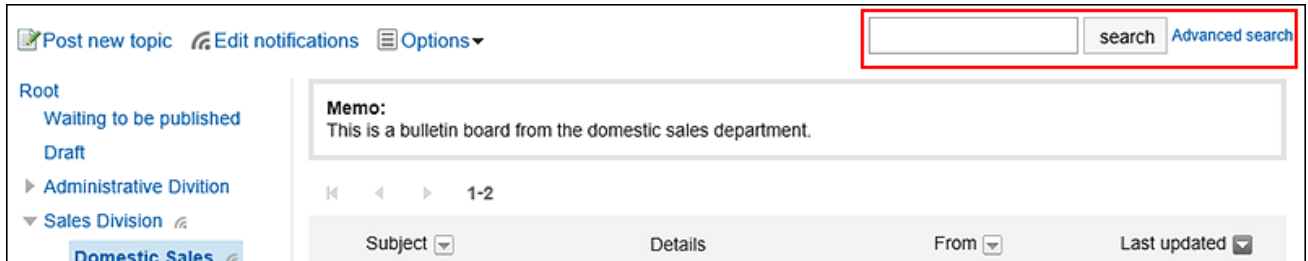 Post new topic Edit notifications Options search Advanced search
Root
Waiting to be published
Draft
Administrative Divition
Sales Division
Domestic Sales
Memo:
This is a bulletin board from the domestic sales department.
1-2
Subject Details From Last updated